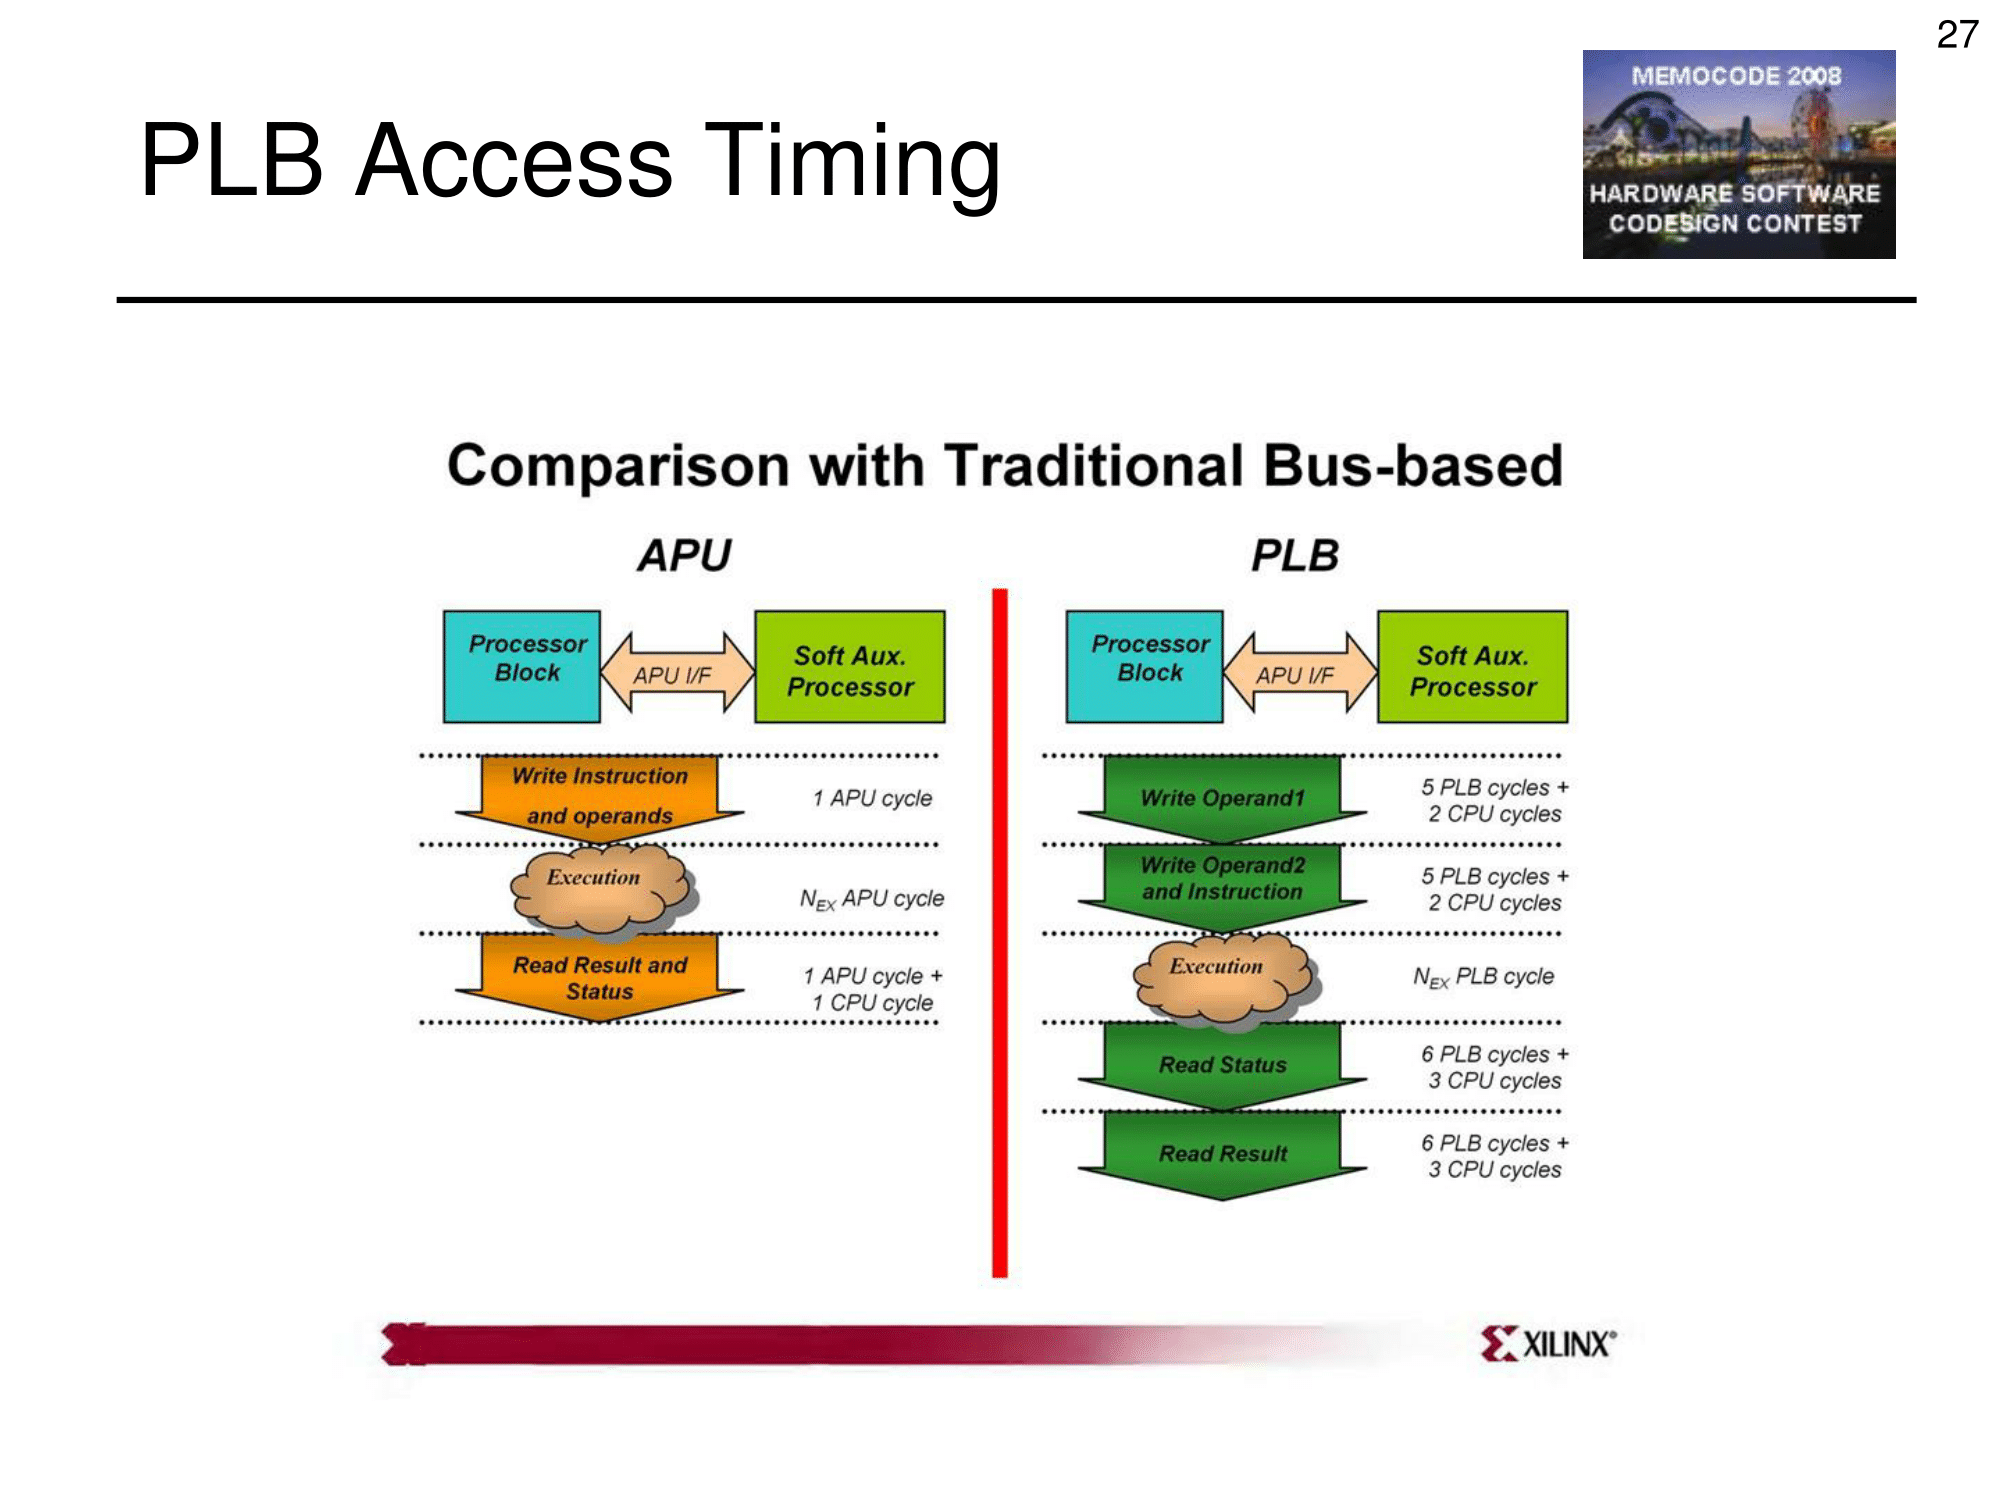 27
PLB Access Timing
MEMOCODE 2008
HARDWARE SOFTWARE
CODESIGN CONTEST
Comparison with Traditional Bus-based
APU
Processor
Block
APU I/F
Soft Aux.
Processor
Write Instruction
and operands
1 APU cycle
Execution
NEX APU cycle
Read Result and
Status
1 APU cycle +
1 CPU cycle
PLB
Processor
Block
APU I/F
Soft Aux.
Processor
Write Operand1
5 PLB cycles +
2 CPU cycles
Write Operand2
and Instruction
5 PLB cycles +
2 CPU cycles
Execution
NEX PLB cycle
Read Status
6 PLB cycles +
3 CPU cycles
Read Result
6 PLB cycles +
3 CPU cycles
XILINX®